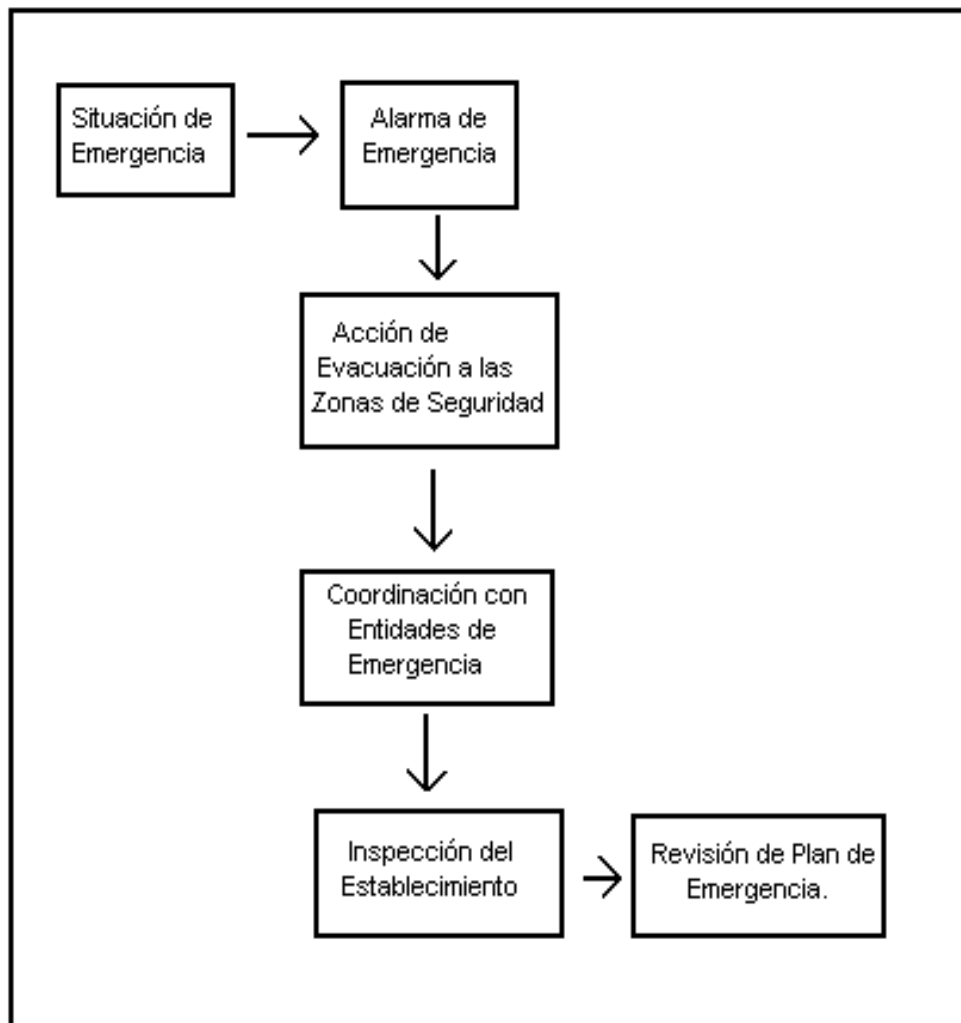 Situación de
Emergencia
Alarma de
Emergencia
Acción de
Evacuación a las
Zonas de Seguridad
Coordinación con
Entidades de
Emergencia
Inspección del
Establecimiento
Revisión de Plan de
Emergencia.